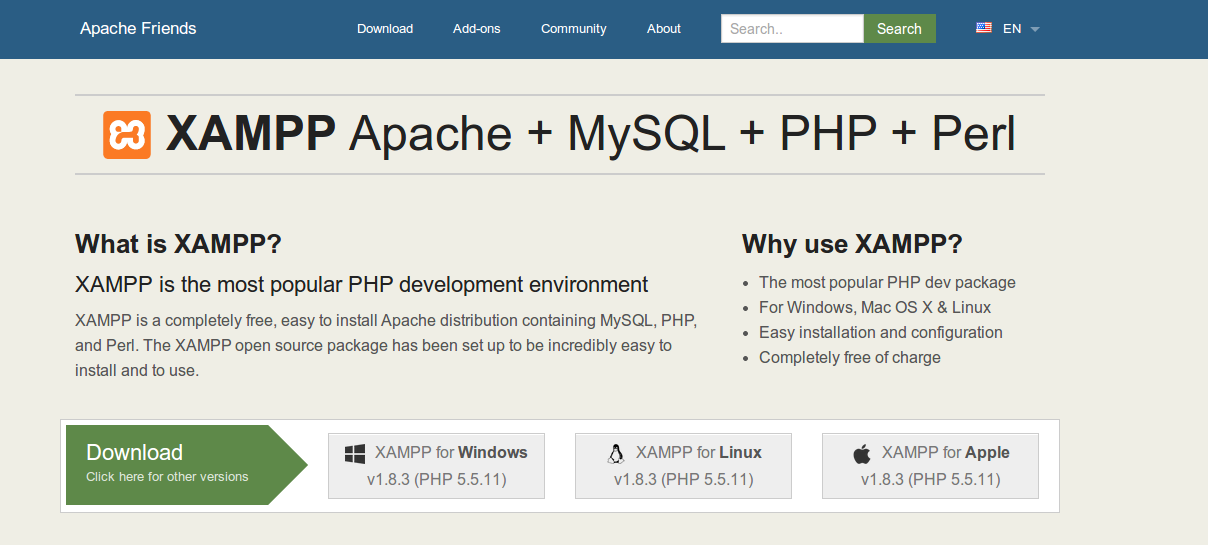 Apache Friends Download Add-ons Community About Search.. Search EN
XAMPP Apache + MySQL + PHP + Perl
What is XAMPP?
XAMPP is the most popular PHP development environment
XAMPP is a completely free, easy to install Apache distribution containing MySQL, PHP,
and Perl. The XAMPP open source package has been set up to be incredibly easy to
install and to use.
Why use XAMPP?
The most popular PHP dev package
For Windows, Mac OS X & Linux
Easy installation and configuration
Completely free of charge
Download
Click here for other versions
XAMPP for Windows
v1.8.3 (PHP 5.5.11)
XAMPP for Linux
v1.8.3 (PHP 5.5.11)
XAMPP for Apple
v1.8.3 (PHP 5.5.11)